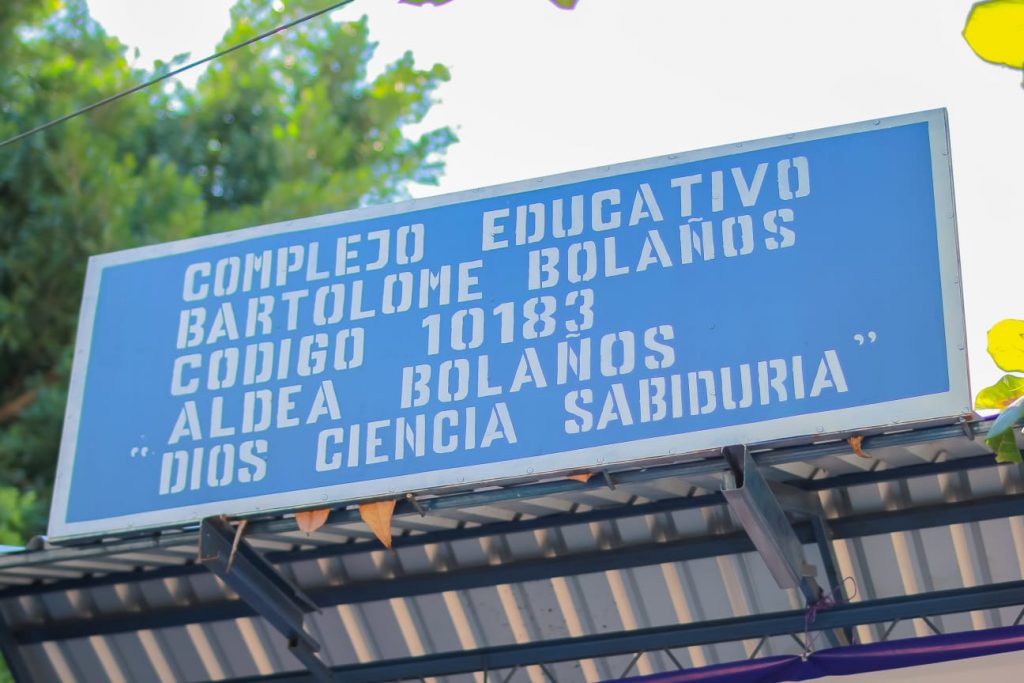 COMPLEJO EDUCATIVO
BARTOLOME BOLAÑOS
CODIGO 10183
ALDEA BOLAÑOS
“DIOS CIENCIA SABIDURIA”